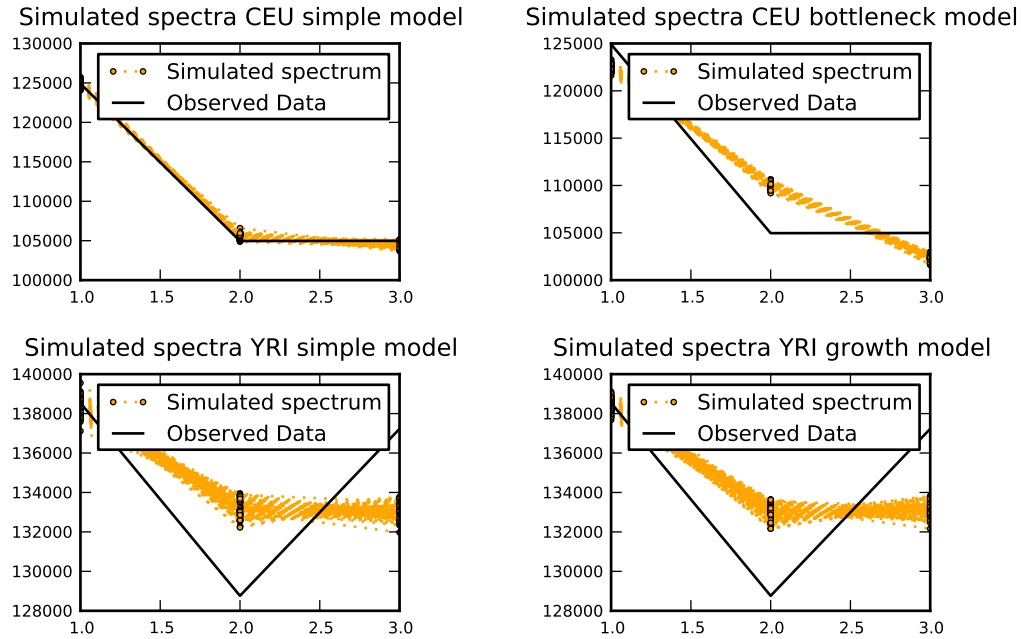 Simulated spectra CEU simple model
130000
125000
120000
115000
110000
105000
100000
1.0 1.5 2.0 2.5 3.0
Simulated spectrum
Observed Data
Simulated spectra CEU bottleneck model
125000
120000
115000
110000
105000
100000
1.0 1.5 2.0 2.5 3.0
Simulated spectrum
Observed Data
Simulated spectra YRI simple model
140000
138000
136000
134000
132000
130000
128000
1.0 1.5 2.0 2.5 3.0
Simulated spectrum
Observed Data
Simulated spectra YRI growth model
140000
138000
136000
134000
132000
130000
128000
1.0 1.5 2.0 2.5 3.0
Simulated spectrum
Observed Data